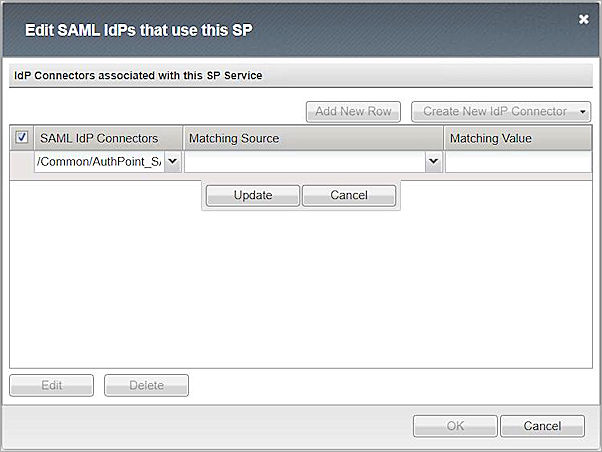 Edit SAML IdPs that use this SP
IdP Connectors associated with this SP Service
Add New Row Create New IdP Connector
SAML IdP Connectors Matching Source Matching Value
/Common/AuthPoint_SA
Update Cancel
Edit Delete
OK Cancel